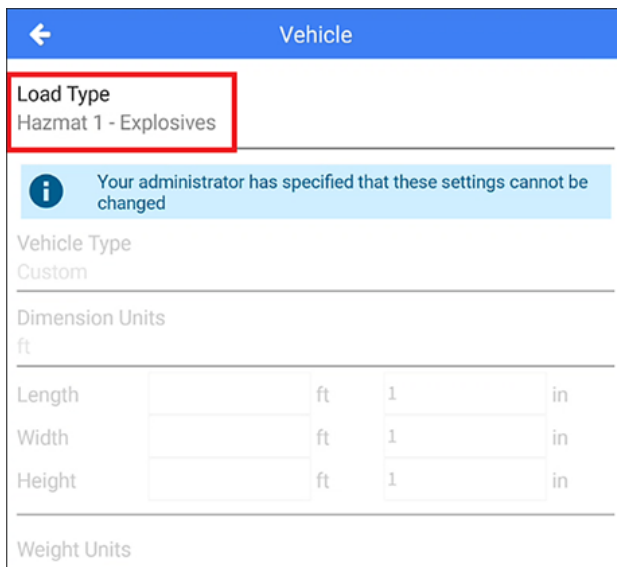 Vehicle
Load Type
Hazmat 1 - Explosives
Your administrator has specified that these settings cannot be
changed
Vehicle Type
Custom
Dimension Units
ft
Length ft 1 in
Width ft 1 in
Height ft 1 in
Weight Units